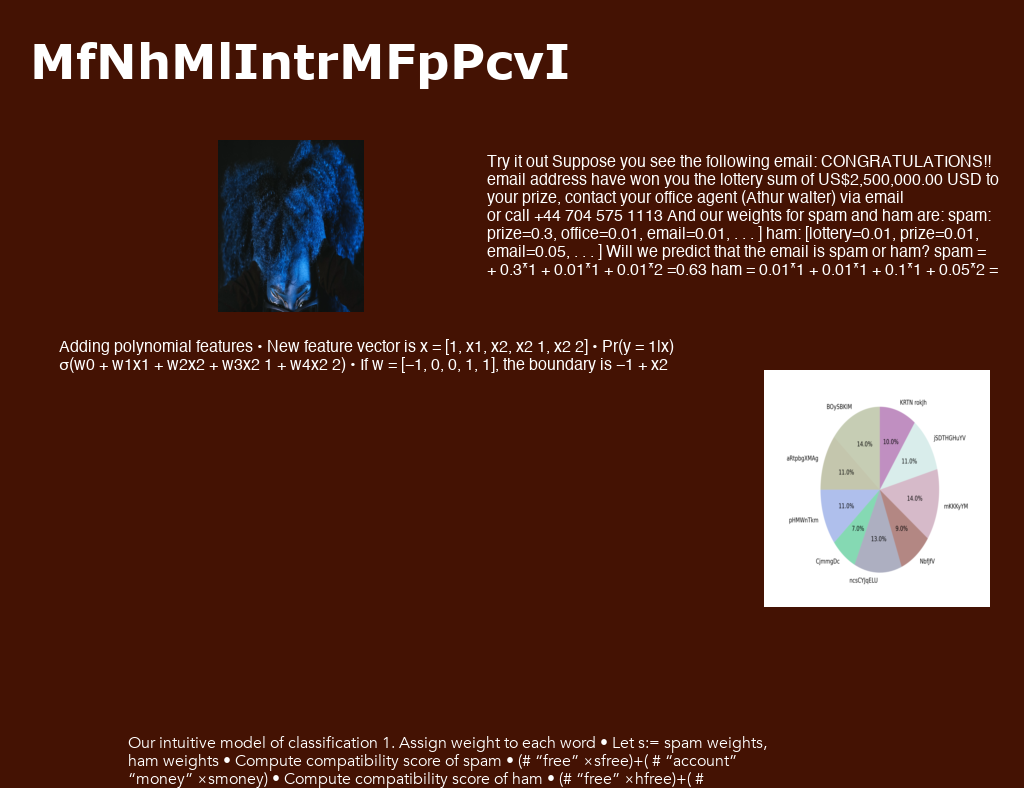 MfNhMlIntrMFpPcvI
Try it out Suppose you see the following email: CONGRATULATIONS!!
email address have won you the lottery sum of US$2,500,000.00 USD to
your prize, contact your office agent (Athur walter) via email
or call +44 704 575 1113 And our weights for spam and ham are: spam:
prize=0.3, office=0.01, email=0.01, . . . ] ham: [lottery=0.01, prize=0.01,
email=0.05, . . . ] Will we predict that the email is spam or ham? spam =
+ 0.3*1 + 0.01*1 + 0.01*2 =0.63 ham = 0.01*1 + 0.01*1 + 0.1*1 + 0.05*2 =
Adding polynomial features • New feature vector is x = [1, x1, x2, x2 1, x2 2] • Pr(y = 1|x)
σ(w0 + w1x1 + w2x2 + w3x2 1 + w4x2 2) • If w = [−1, 0, 0, 1, 1], the boundary is −1 + x2
BOySBKIM
KRTN rokJh
14.0%
10.0%
JSDTHGHuYV
aRtpbgXMAg
11.0%
11.0%
14.0%
mKKKyYM
11.0%
pHMWnTkm
7.0%
9.0%
13.0%
CjmmgDc
NbfJfV
ncsCYJqELU
Our intuitive model of classification 1. Assign weight to each word • Let s:= spam weights,
ham weights • Compute compatibility score of spam • (# “free” ×sfree)+( # “account”
“money” ×smoney) • Compute compatibility score of ham • (# “free” ×hfree)+( #